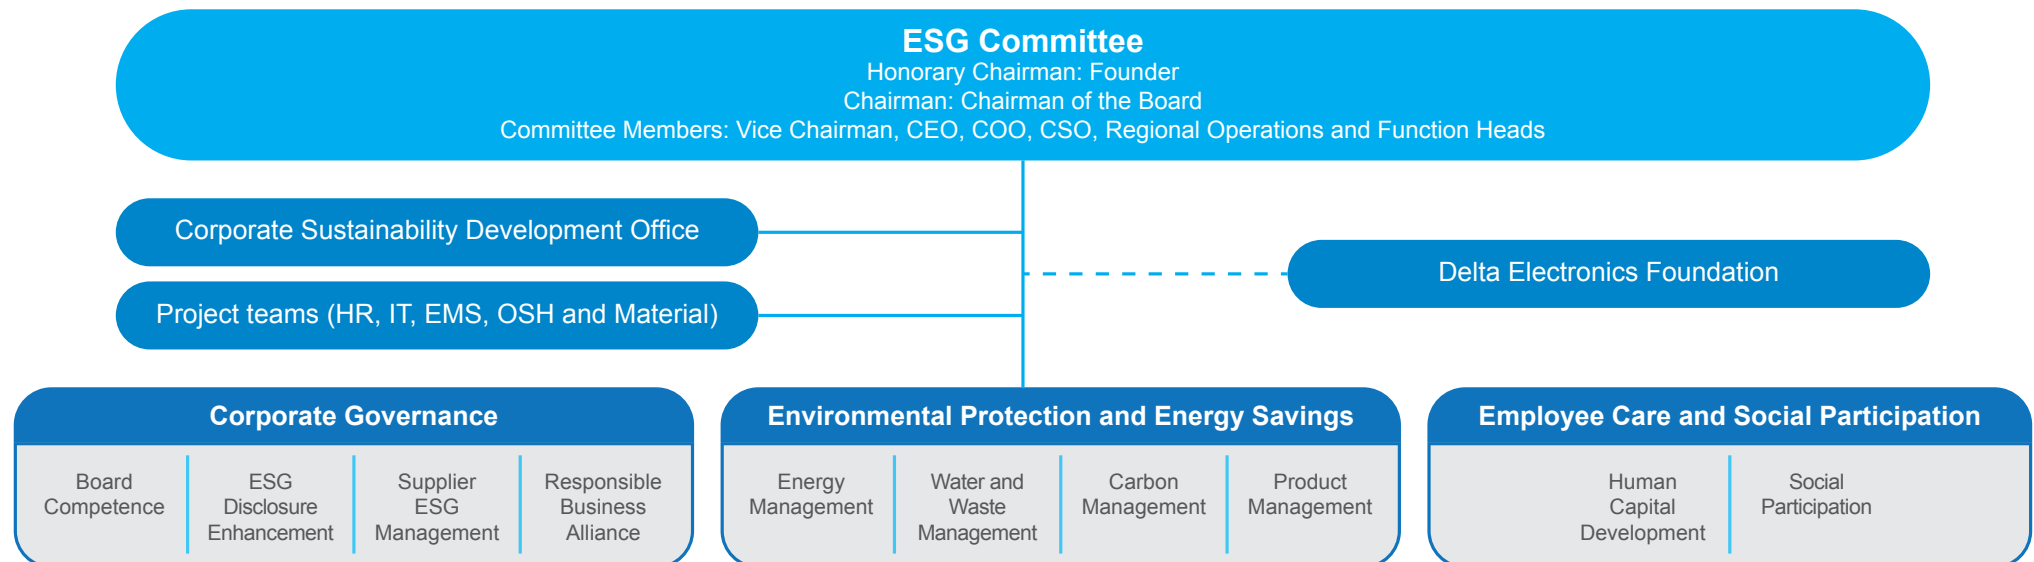 ESG Committee
Honorary Chairman: Founder
Chairman: Chairman of the Board
Committee Members: Vice Chairman, CEO, COO, CSO, Regional Operations and Function Heads
Corporate Sustainability Development Office
Delta Electronics Foundation
Project teams (HR, IT, EMS, OSH and Material)
Corporate Governance
Board
Competence
ESG
Disclosure
Enhancement
Supplier
ESG
Management
Responsible
Business
Alliance
Environmental Protection and Energy Savings
Energy
Management
Water and
Waste
Management
Carbon
Management
Product
Management
Employee Care and Social Participation
Human
Capital
Development
Social
Participation